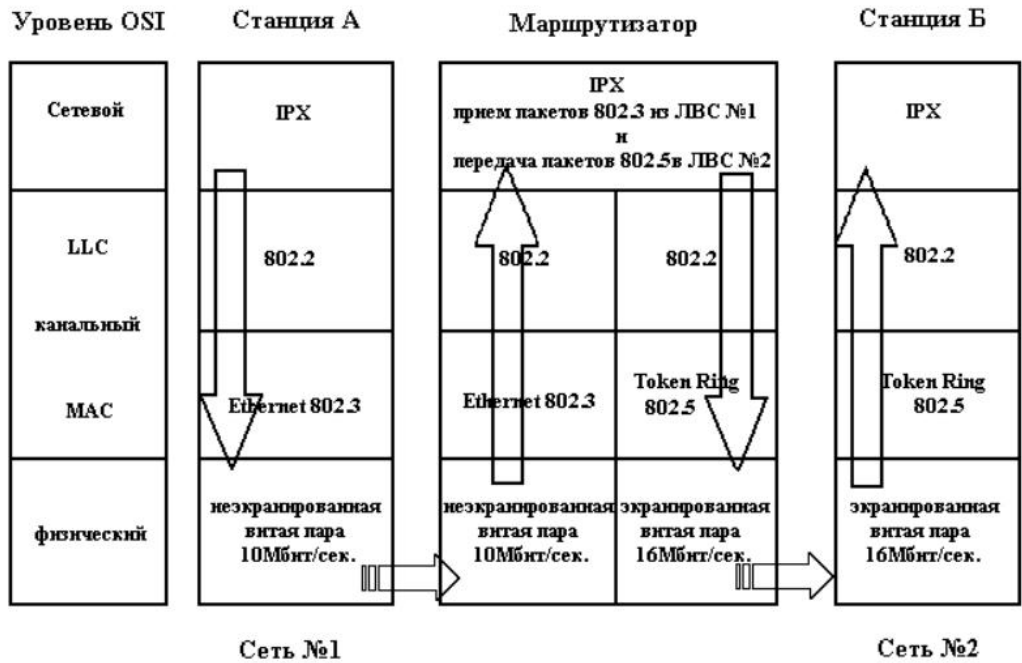 Уровень OSI
Станция А
Маршрутизатор
Станция Б
Сетевой
IPX
IPX
прием пакетов 802.3 из ЛВС №1
и
передача пакетов 802.5в ЛВС №2
IPX
LLC
802.2
802.2
802.2
802.2
канальный
MAC
Ethernet 802.3
Ethernet 802.3
Token Ring
802.5
Token Ring
802.5
физический
неэкранированная
витая пара
10Мбит/сек.
неэкранированная
витая пара
10Мбит/сек.
экранированная
витая пара
16Мбит/сек.
экранированная
витая пара
16Мбит/сек.
Сеть №1
Сеть №2